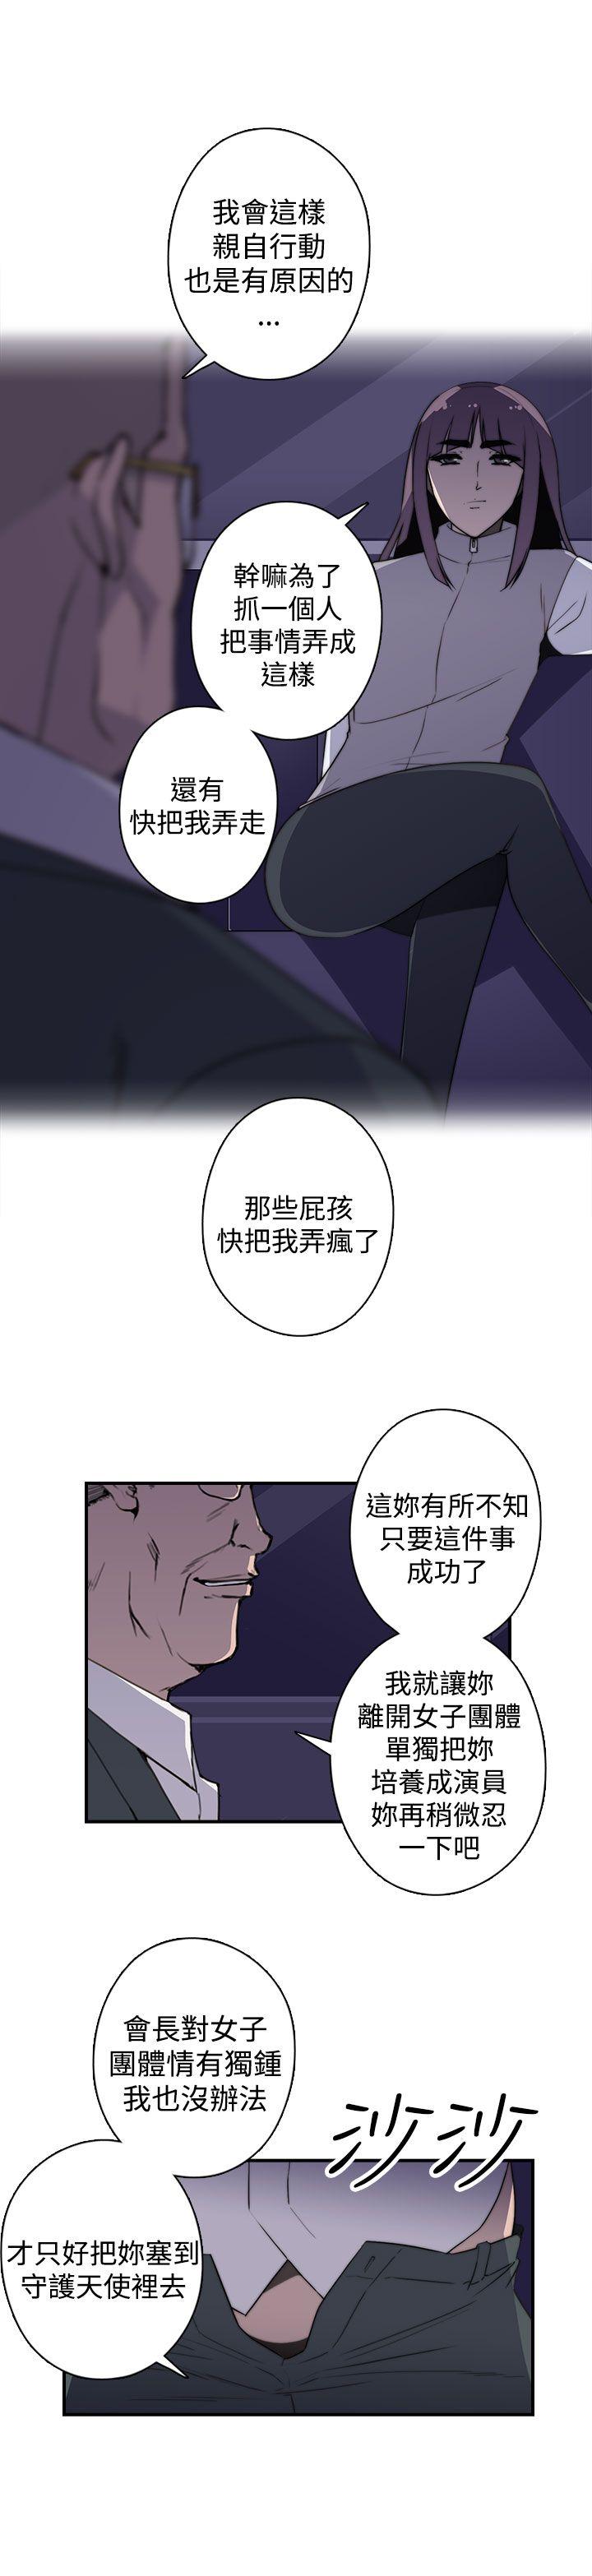 我會這樣
親自行動
也是有原因的
...
幹嘛為了
抓一個人
把事情弄成
這樣
還有
快把我弄走
那些屁孩
快把我弄瘋了
這妳有所不知
只要這件事
成功了
我就讓妳
離開女子團體
單獨把妳
培養成演員
妳再稍微忍
一下吧
會長對女子
團體情有獨鍾
我也沒辦法
沙沙
才只好把妳塞到
守護天使裡去